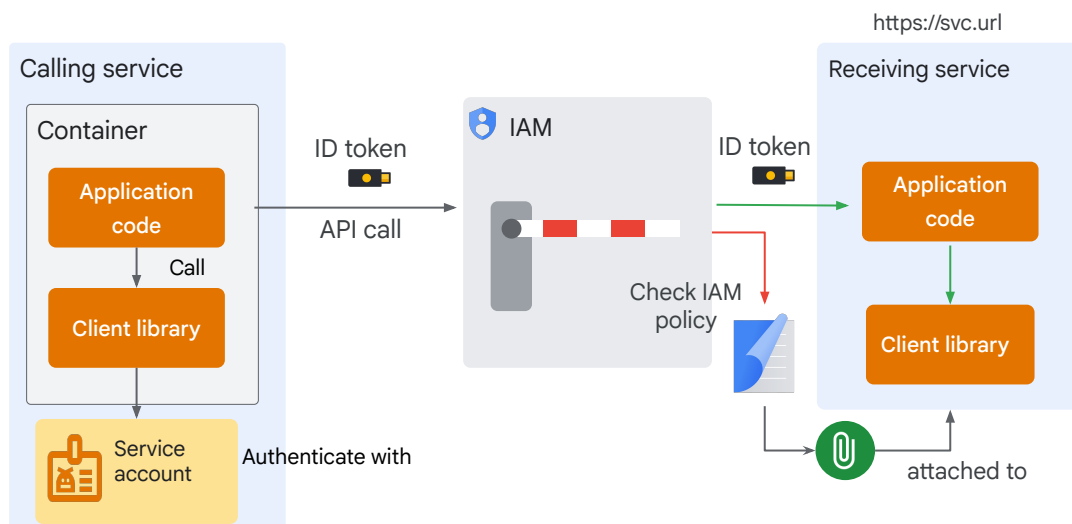 https://svc.url
Calling service
Container
Application
code
Call
Client library
Service
account
Authenticate with
ID token
API call
IAM
ID token
Check IAM
policy
Receiving service
Application
code
Client library
attached to